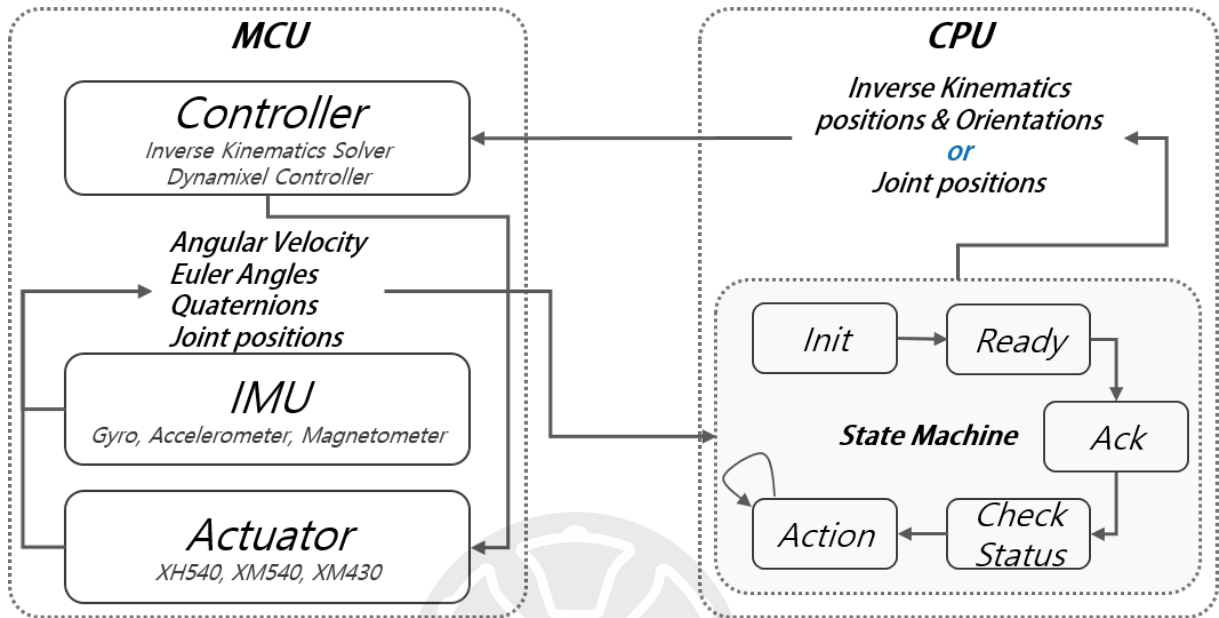 MCU
Controller
Inverse Kinematics Solver
Dynamixel Controller
Angular Velocity
Euler Angles
Quaternions
Joint positions
IMU
Gyro, Accelerometer, Magnetometer
Actuator
XH540, XM540, XM430
CPU
Inverse Kinematics
positions & Orientations
or
Joint positions
Init
Ready
State Machine
Ack
Action
Check
Status